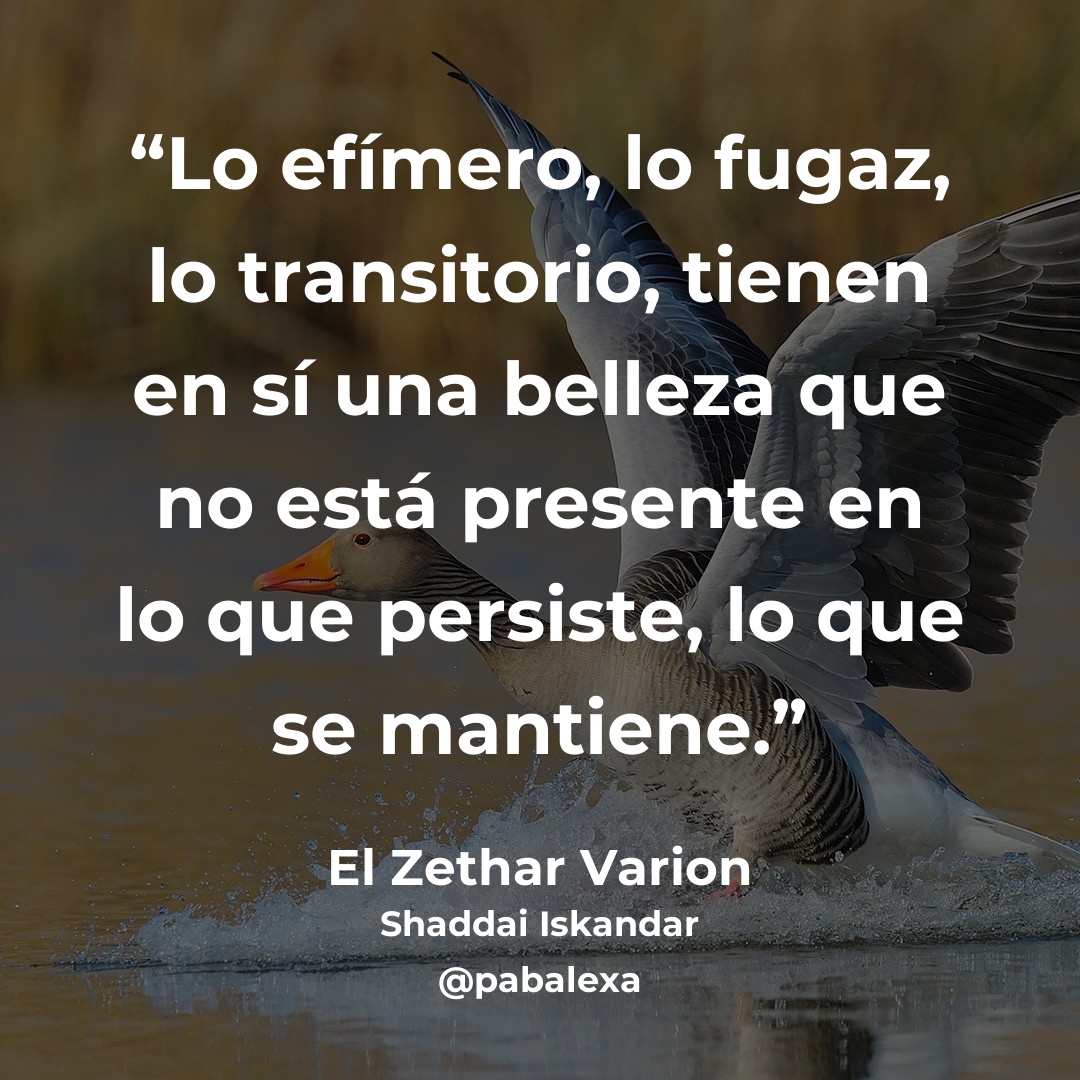 “Lo efímero, lo fugaz,
lo transitorio, tienen
en sí una belleza que
no está presente en
lo que persiste, lo que
se mantiene.”
El Zethar Varion
Shaddai Iskandar
@pabalexa